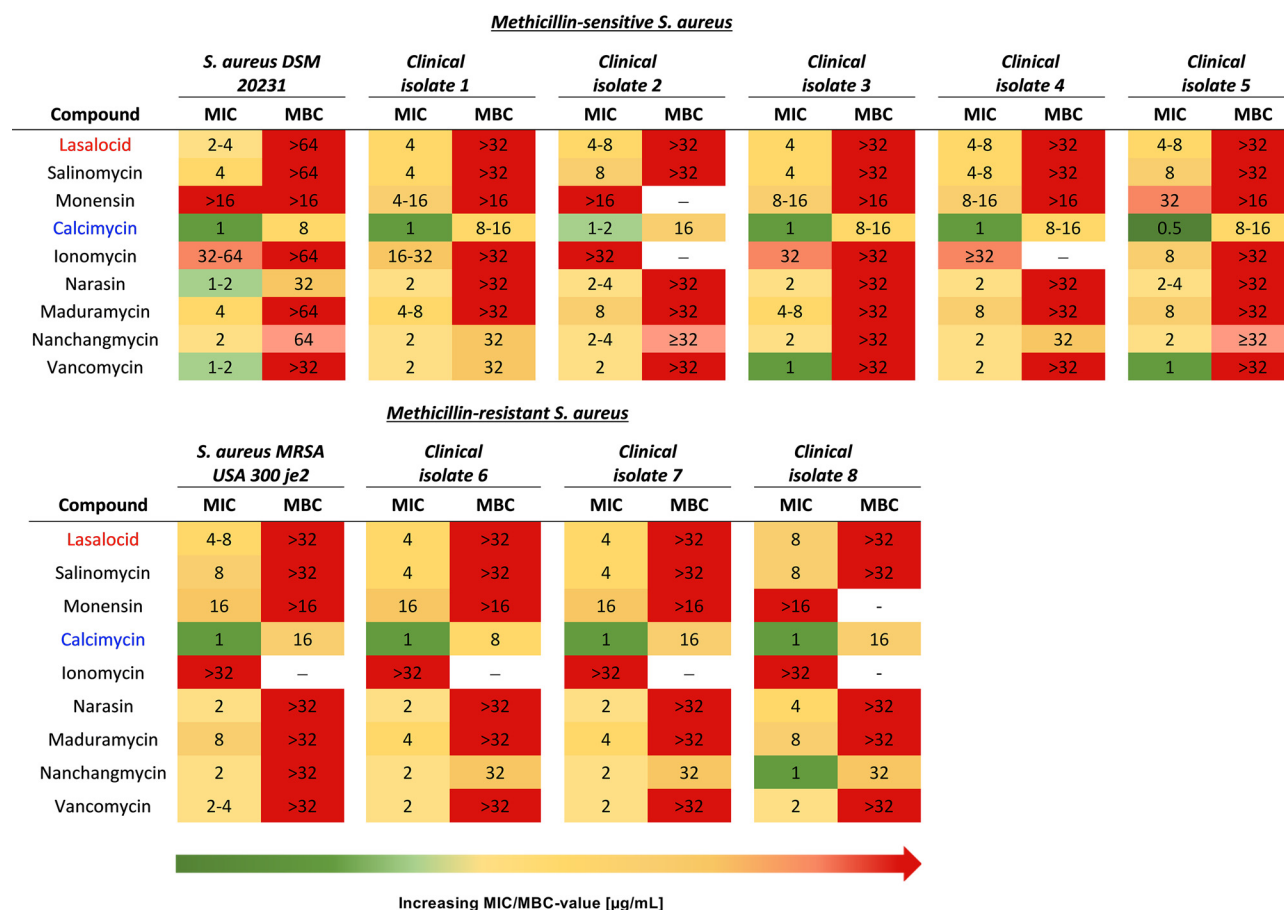 Methicillin-sensitive S. aureus
S. aureus DSM Clinical Clinical Clinical Clinical Clinical
20231 isolate 1 isolate 2 isolate 3 isolate 4 isolate 5
Compound MIC MBC MIC MBC MIC MBC MIC MBC MIC MBC MIC MBC
Lasalocid 2-4 >64 4 >32 4-8 >32 4 >32 4-8 >32 4-8 >32
Salinomycin 4 >64 4 >32 8 >32 4 >32 4-8 >32 8 >32
Monensin >16 >16 4-16 >16 >16 – 8-16 >16 8-16 >16 32 >16
Calcimycin 1 8 1 8-16 1-2 16 1 8-16 1 8-16 0.5 8-16
Ionomycin 32-64 >64 16-32 >32 >32 – 32 >32 ≥32 – 8 >32
Narasin 1-2 32 2 >32 2-4 >32 2 >32 2 >32 2-4 >32
Maduramycin 4 >64 4-8 >32 8 >32 4-8 >32 8 >32 8 >32
Nanchangmycin 2 64 2 32 2-4 ≥32 2 >32 2 32 2 ≥32
Vancomycin 1-2 >32 2 32 2 >32 1 >32 2 >32 1 >32
Methicillin-resistant S. aureus
S. aureus MRSA Clinical Clinical Clinical
USA 300 je2 isolate 6 isolate 7 isolate 8
Compound MIC MBC MIC MBC MIC MBC MIC MBC
Lasalocid 4-8 >32 4 >32 4 >32 8 >32
Salinomycin 8 >32 4 >32 4 >32 8 >32
Monensin 16 >16 16 >16 16 >16 >16 -
Calcimycin 1 16 1 8 1 16 1 16
Ionomycin >32 – >32 – >32 – >32 -
Narasin 2 >32 2 >32 2 >32 4 >32
Maduramycin 8 >32 4 >32 4 >32 8 >32
Nanchangmycin 2 >32 2 32 2 32 1 32
Vancomycin 2-4 >32 2 >32 2 >32 2 >32
Increasing MIC/MBC-value [µg/mL]